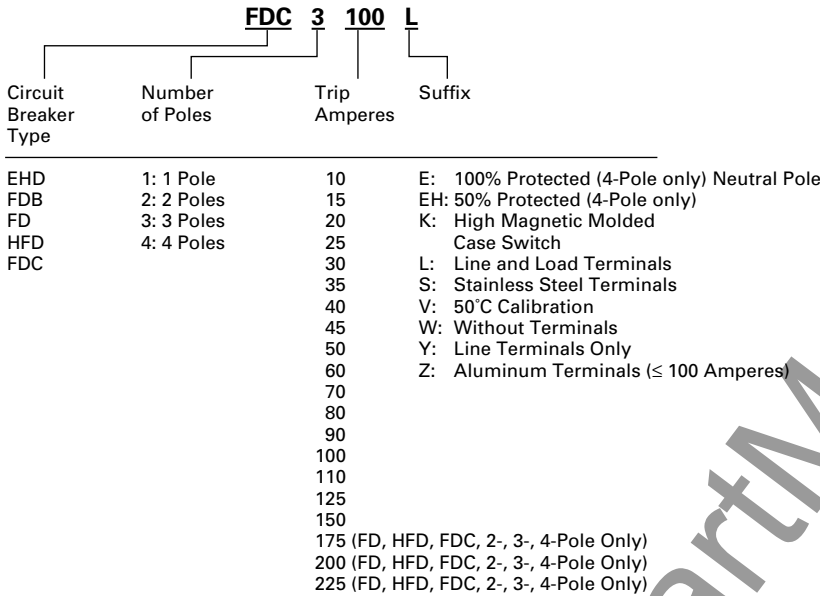 FDC 3 100 L
Circuit Breaker Type
Number of Poles
Trip Amperes
Suffix
EHD
FDB
FD
HFD
FDC
1: 1 Pole
2: 2 Poles
3: 3 Poles
4: 4 Poles
10
15
20
25
30
35
40
45
50
60
70
80
90
100
110
125
150
175 (FD, HFD, FDC, 2-, 3-, 4-Pole Only)
200 (FD, HFD, FDC, 2-, 3-, 4-Pole Only)
225 (FD, HFD, FDC, 2-, 3-, 4-Pole Only)
E: 100% Protected (4-Pole only) Neutral Pole
EH: 50% Protected (4-Pole only)
K: High Magnetic Molded
Case Switch
L: Line and Load Terminals
S: Stainless Steel Terminals
V: 50˚C Calibration
W: Without Terminals
Y: Line Terminals Only
Z: Aluminum Terminals (≤ 100 Amperes)